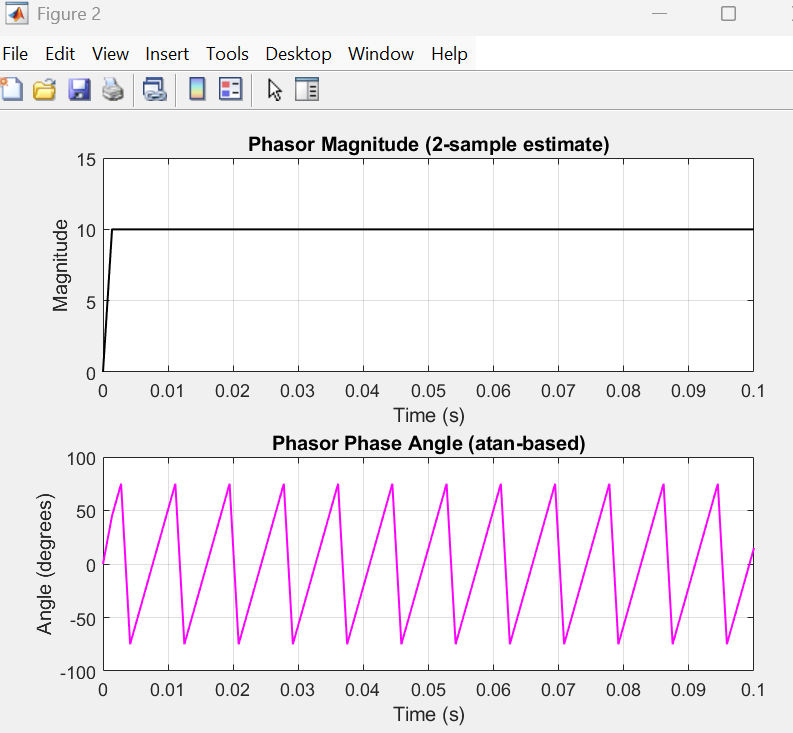 Figure 2
File Edit View Insert Tools Desktop Window Help
Phasor Magnitude (2-sample estimate)
15
10
5
0
Magnitude
0 0.01 0.02 0.03 0.04 0.05 0.06 0.07 0.08 0.09 0.1
Time (s)
Phasor Phase Angle (atan-based)
100
50
0
-50
-100
Angle (degrees)
0 0.01 0.02 0.03 0.04 0.05 0.06 0.07 0.08 0.09 0.1
Time (s)